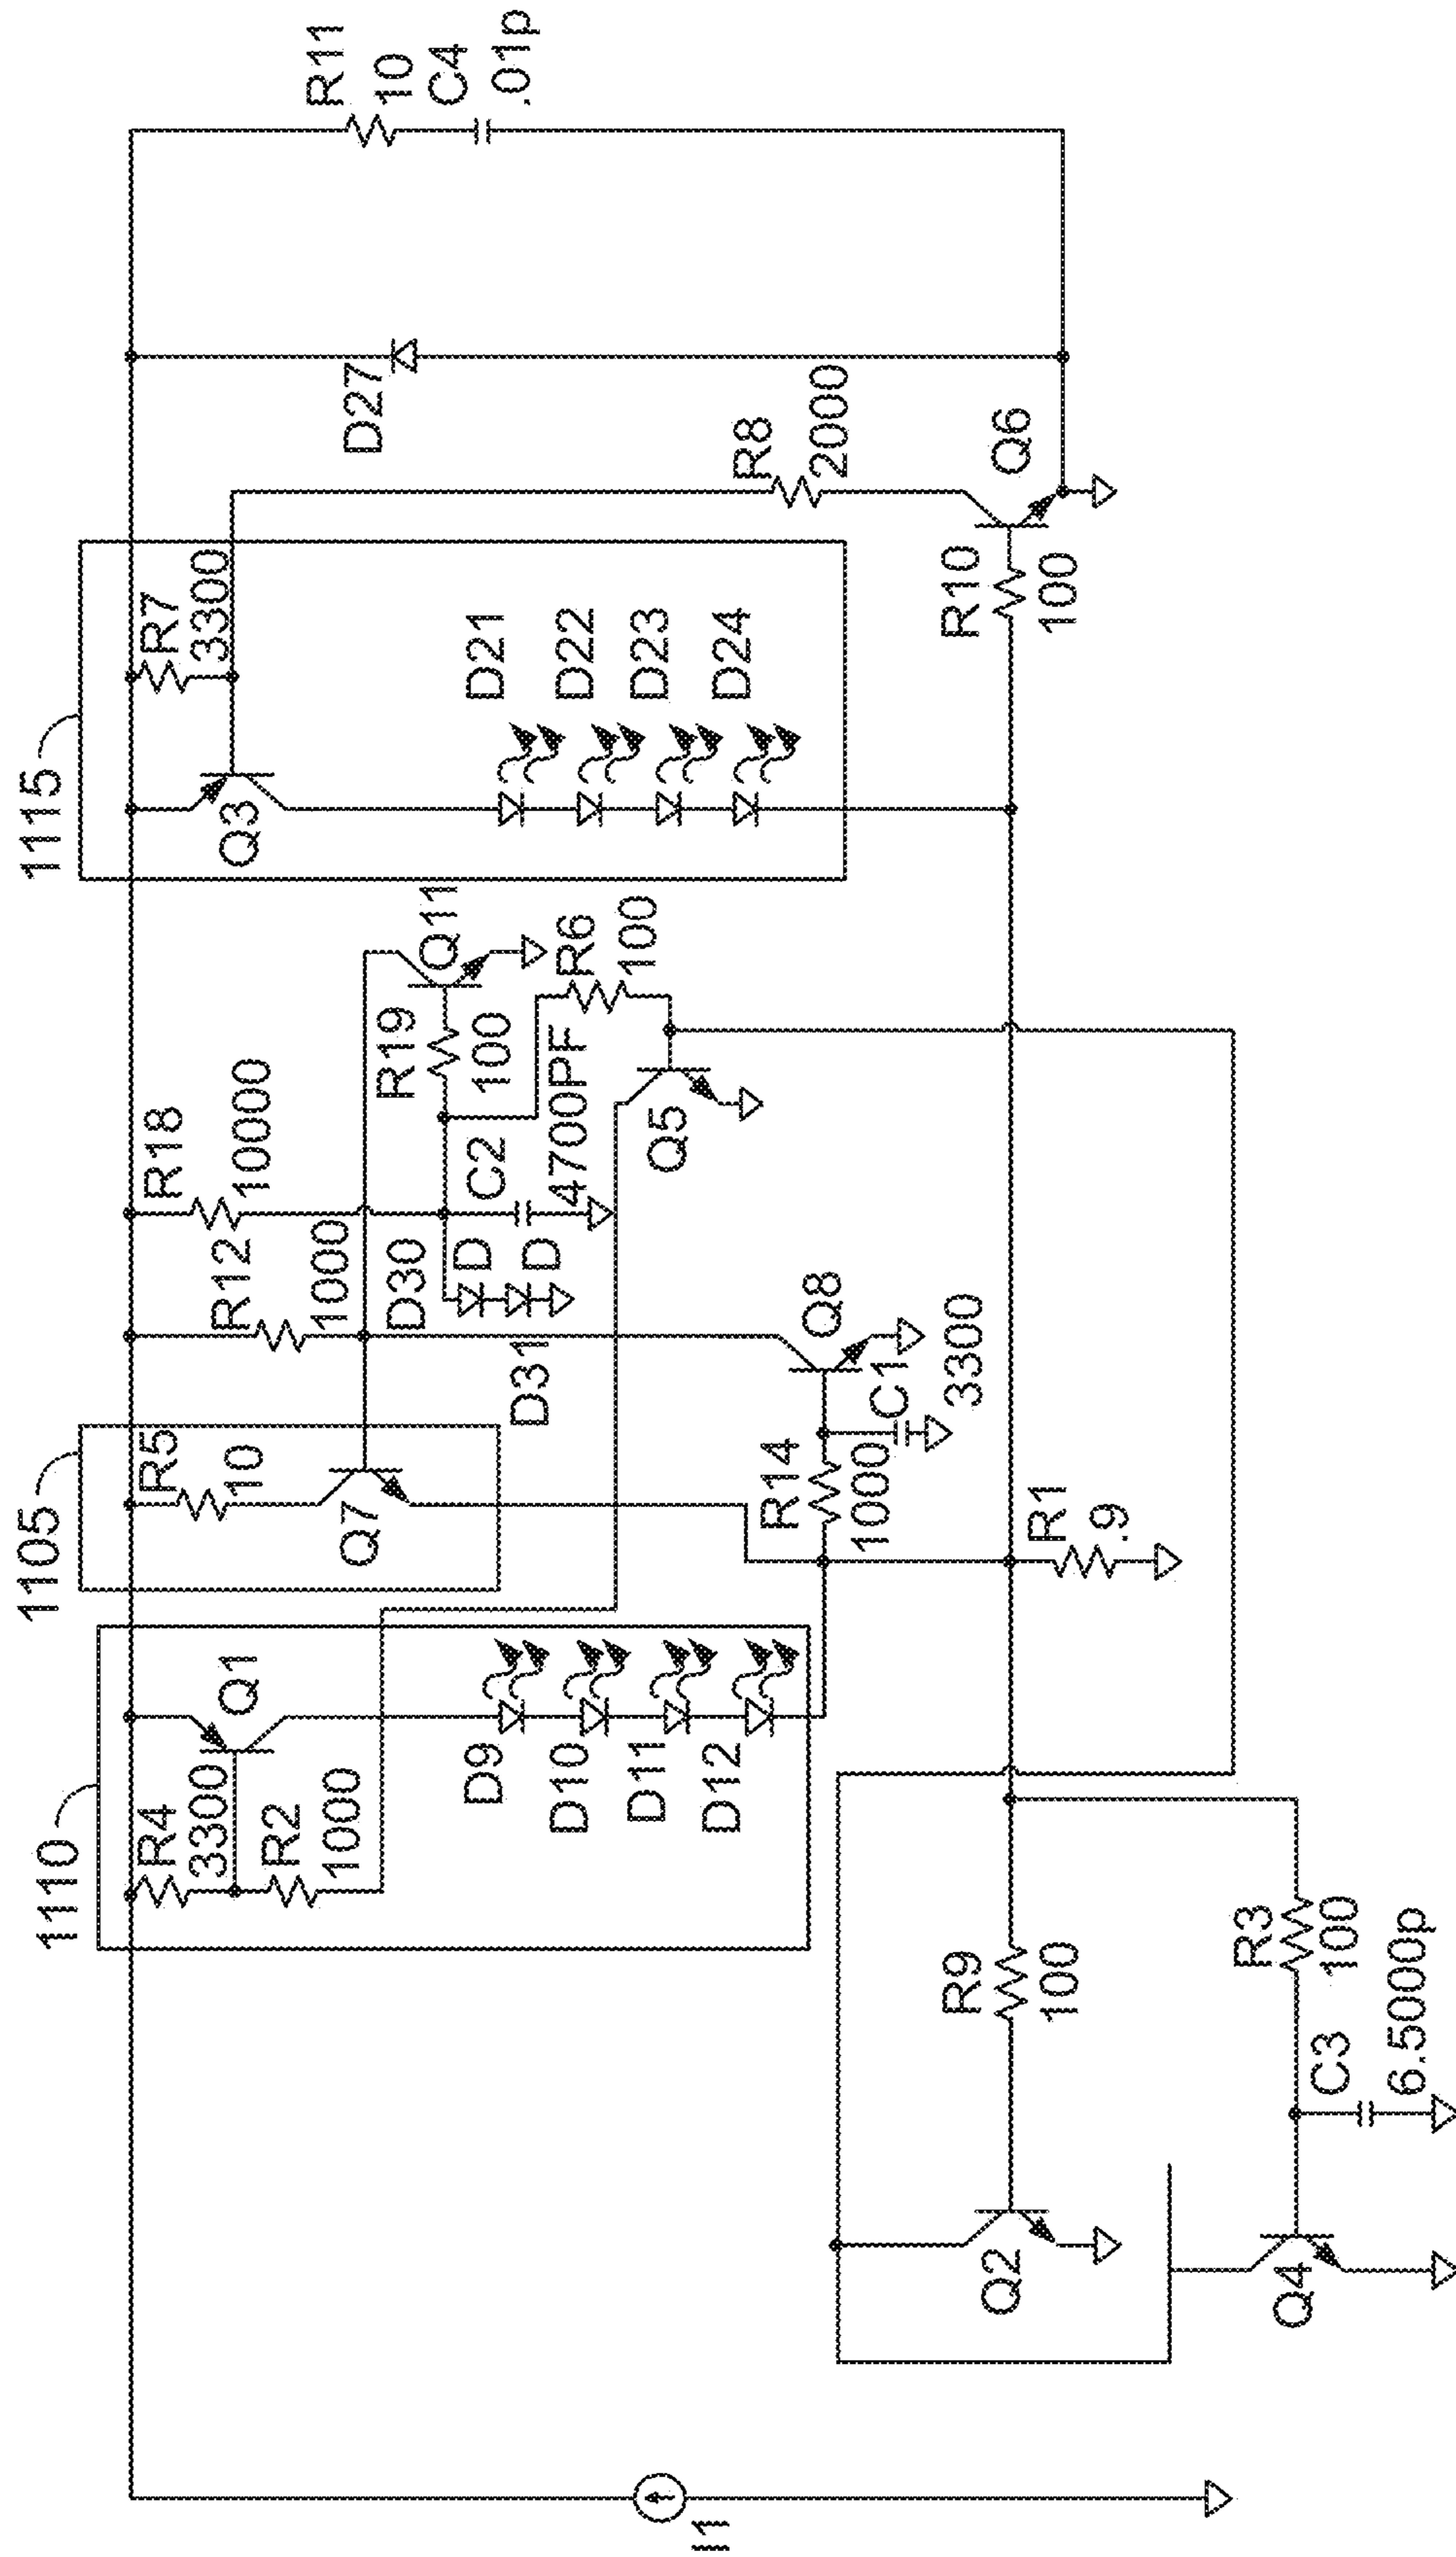 1110
1105
1115
R4
3300
Q1
R2
1000
D9
D10
D11
D12
R5
10
Q7
R12
1000
R18
10000
D30
D
D
D31
C2
4700PF
R19
100
Q11
R6
100
Q5
Q8
R14
1000
C1
3300
R1
.9
R7
3300
Q3
D21
D22
D23
D24
R8
2000
R10
100
Q6
D27
R11
10
C4
.01p
R9
100
Q2
R3
100
C3
6.5000p
Q4
I1